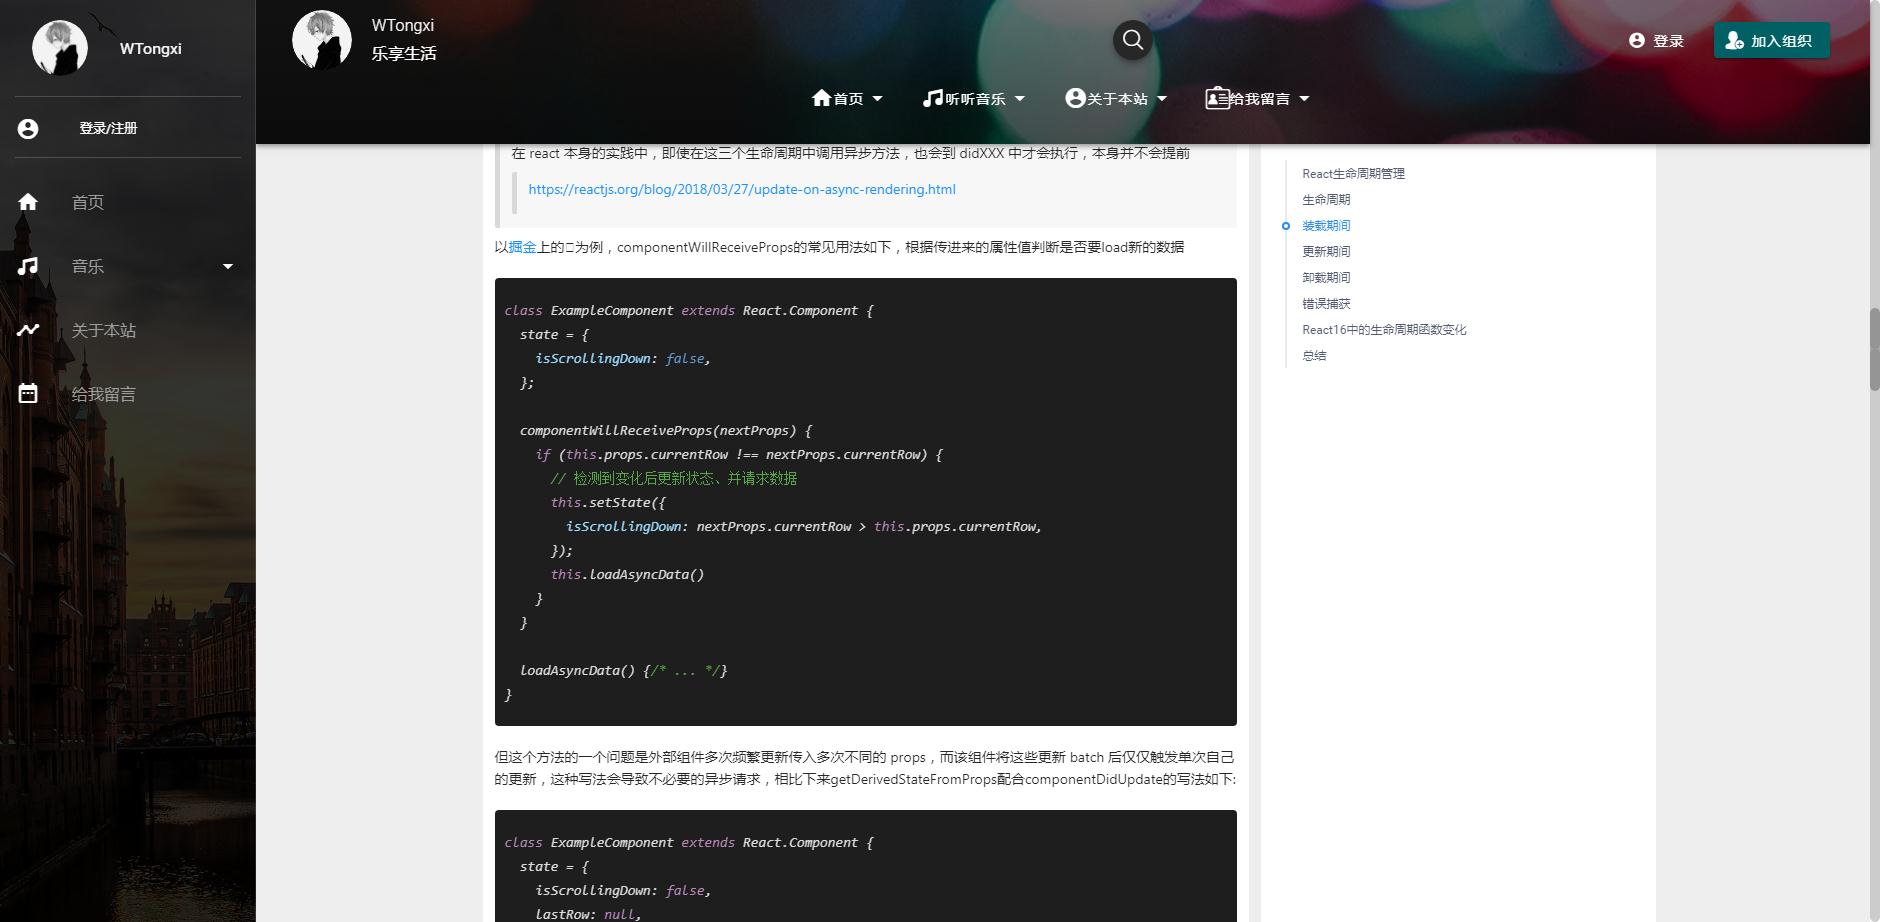 WTongxi
登录/注册
首页
音乐
关于本站
给我留言
WTongxi
乐享生活
登录
加入组织
首页
听听音乐
关于本站
给我留言
在 react 本身的实践中，即使在这三个生命周期中调用异步方法，也会到 didXXX 中才会执行，本身并不会提前
https://reactjs.org/blog/2018/03/27/update-on-async-rendering.html
以掘金上的▯为例，componentWillReceiveProps的常见用法如下，根据传进来的属性值判断是否要load新的数据
class ExampleComponent extends React.Component {
  state = {
    isScrollingDown: false,
  };
  componentWillReceiveProps(nextProps) {
    if (this.props.currentRow !== nextProps.currentRow) {
      // 检测到变化后更新状态、并请求数据
      this.setState({
        isScrollingDown: nextProps.currentRow > this.props.currentRow,
      });
      this.loadAsyncData()
    }
  }
  loadAsyncData() {/* ... */}
}
但这个方法的一个问题是外部组件多次频繁更新传入多次不同的 props，而该组件将这些更新 batch 后仅仅触发单次自己
的更新，这种写法会导致不必要的异步请求，相比下来getDerivedStateFromProps配合componentDidUpdate的写法如下:
class ExampleComponent extends React.Component {
  state = {
    isScrollingDown: false,
    lastRow: null,
React生命周期管理
生命周期
装载期间
更新期间
卸载期间
错误捕获
React16中的生命周期函数变化
总结